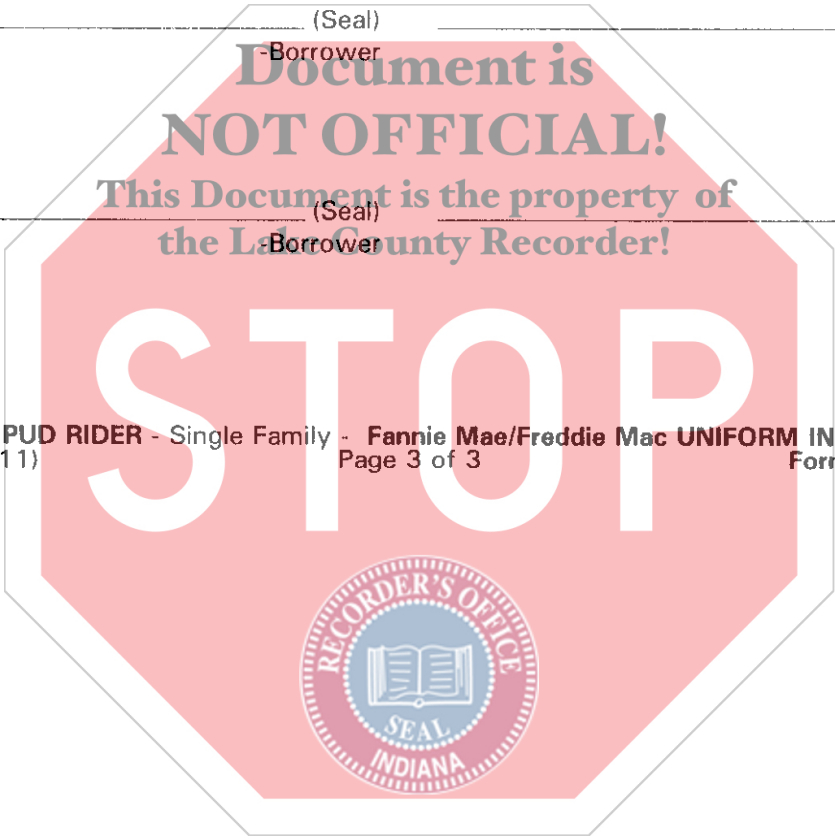 (Seal)
-Borrower
Document is
NOT OFFICIAL!
This Document is the property of
(Seal)
the Lake County Recorder!
-Borrower
STOP
PUD RIDER - Single Family - Fannie Mae/Freddie Mac UNIFORM IN
11) Page 3 of 3 Form
RECORDER'S OFFICE
SEAL
INDIANA